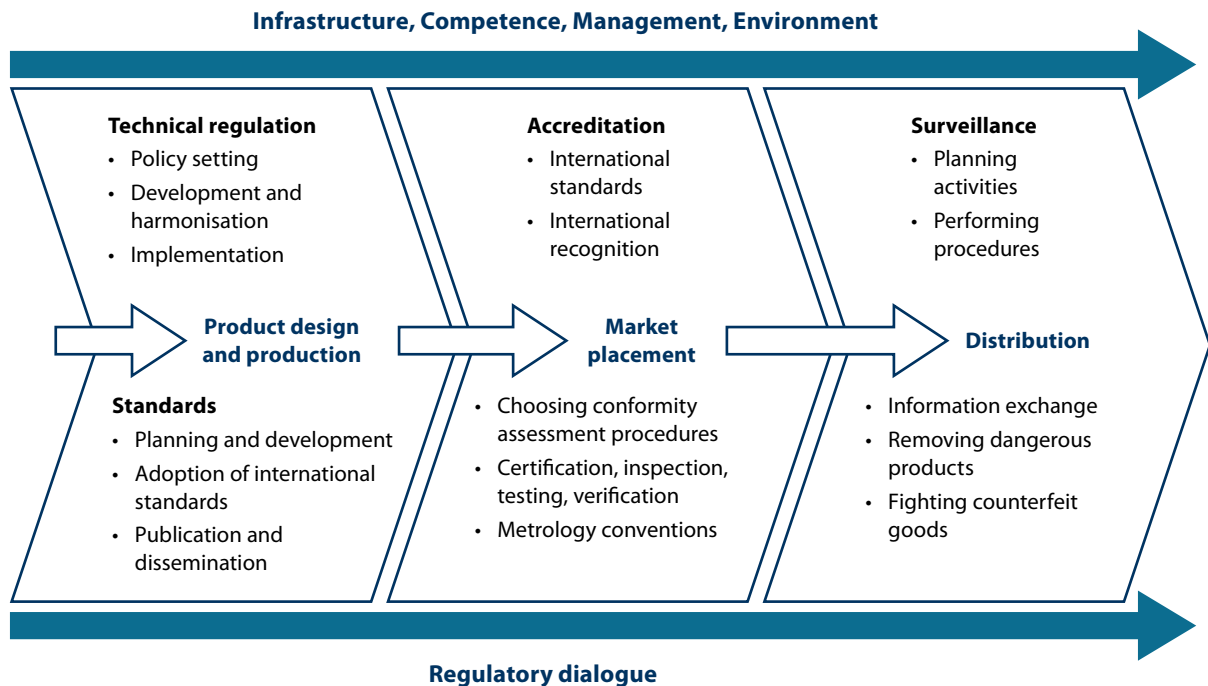 Infrastructure, Competence, Management, Environment
Technical regulation
• Policy setting
• Development and
harmonisation
• Implementation
Product design
and production
Standards
• Planning and development
• Adoption of international
standards
• Publication and
dissemination
Accreditation
• International
standards
• International
recognition
Market
placement
• Choosing conformity
assessment procedures
• Certification, inspection,
testing, verification
• Metrology conventions
Surveillance
• Planning
activities
• Performing
procedures
Distribution
• Information exchange
• Removing dangerous
products
• Fighting counterfeit
goods
Regulatory dialogue